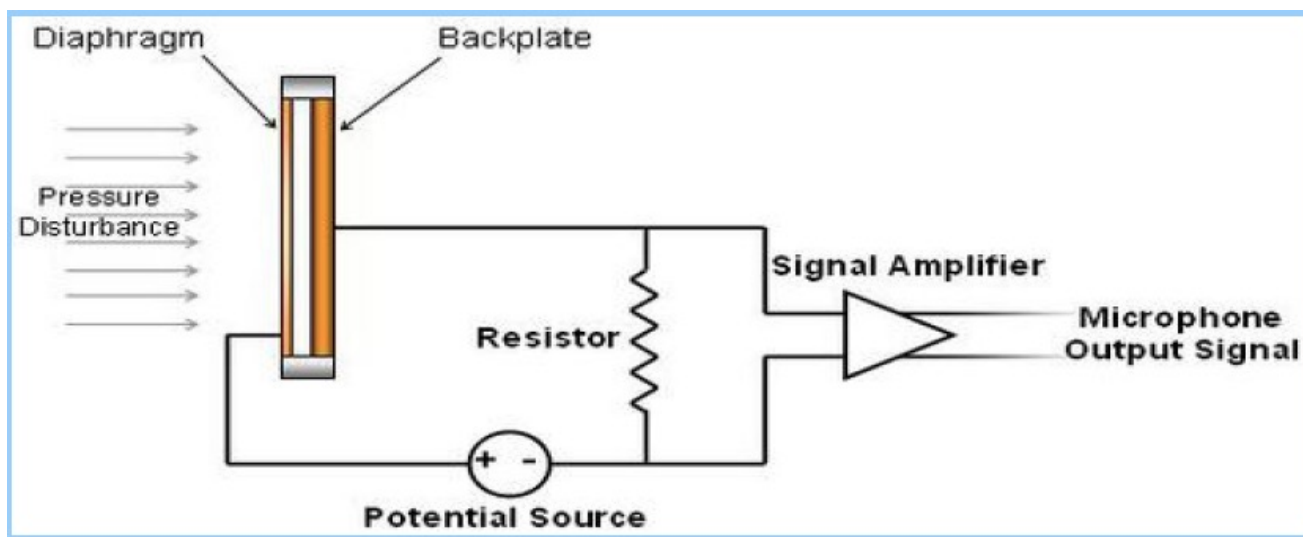 Diaphragm
Backplate
Pressure
Disturbance
Signal Amplifier
Resistor
Microphone
Output Signal
+ -
Potential Source